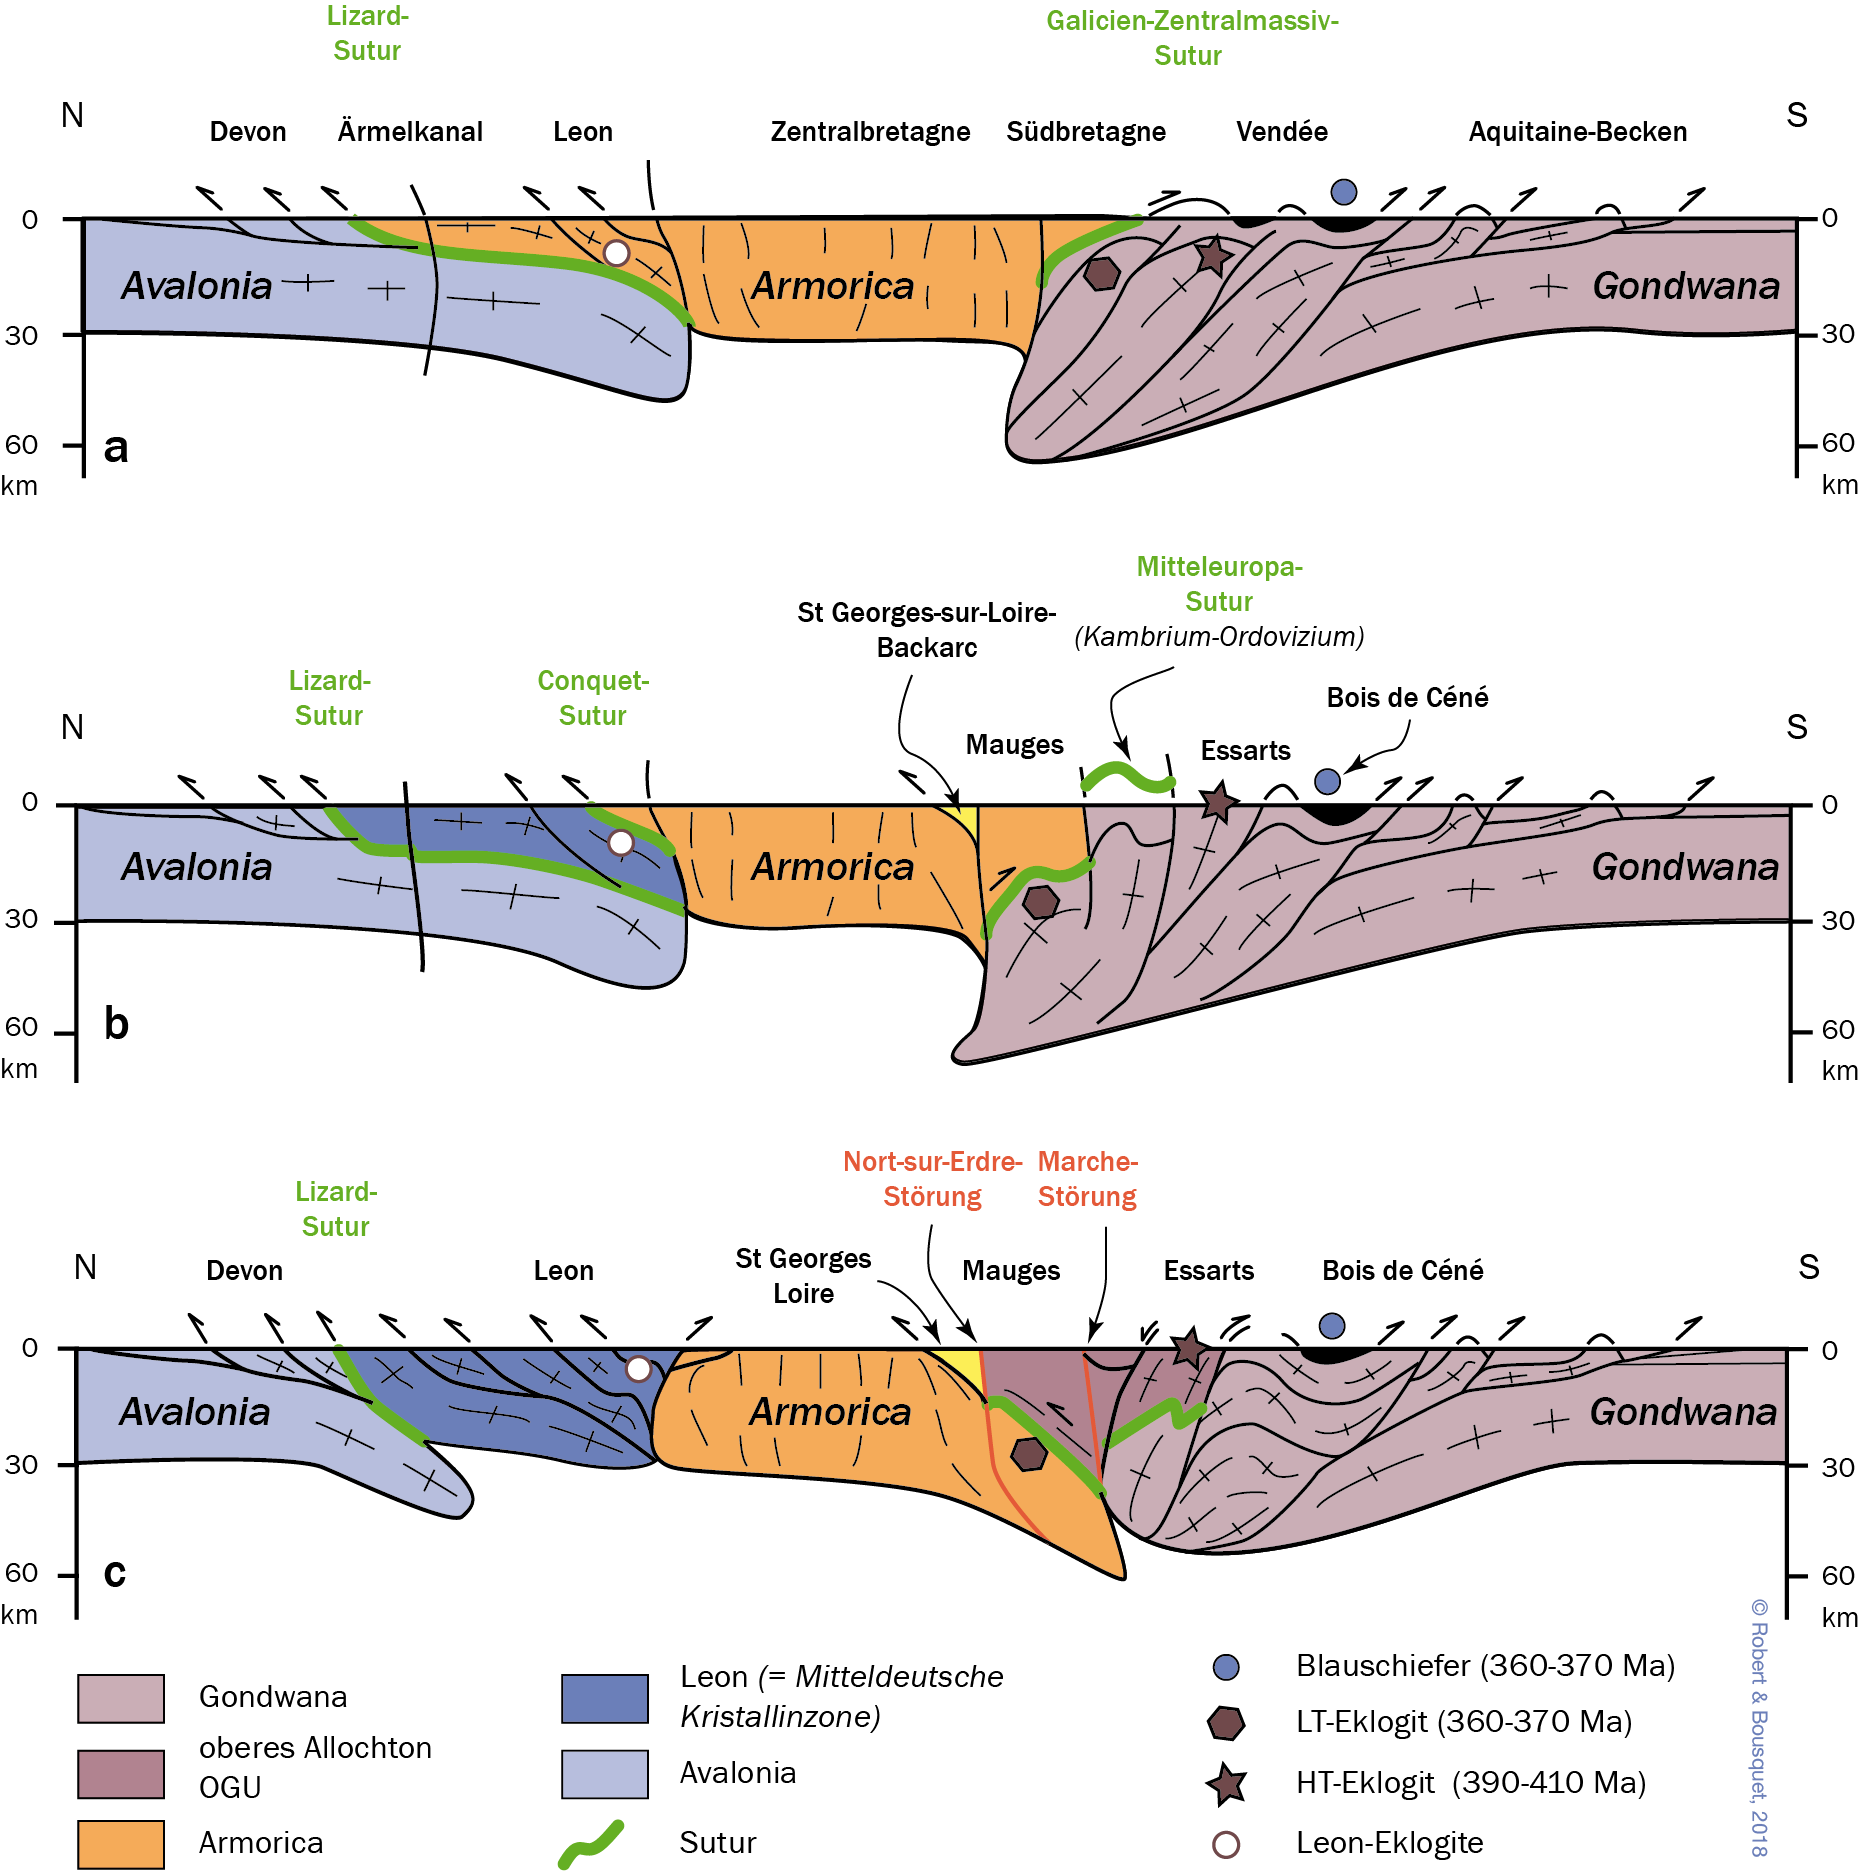 Lizard-
Sutur
Galicien-Zentralmassiv-
Sutur
N
S
Devon
Ärmelkanal
Leon
Zentralbretagne
Südbretagne
Vendée
Aquitaine-Becken
0
0
Avalonia
Armorica
Gondwana
30
30
60
60
a
km
km
Mitteleuropa-
Sutur
(Kambrium-Ordovizium)
St Georges-sur-Loire-
Backarc
Lizard-
Sutur
Conquet-
Sutur
Bois de Céné
N
S
Mauges
Essarts
0
0
Avalonia
Armorica
Gondwana
30
30
b
60
60
km
km
Nort-sur-Erdre-
Störung
Marche-
Störung
Lizard-
Sutur
N
S
Devon
Leon
St Georges
Loire
Mauges
Essarts
Bois de Céné
0
0
Avalonia
Armorica
Gondwana
30
30
60
60
c
km
km
Gondwana
oberes Allochton
OGU
Armorica
Leon (= Mitteldeutsche
Kristallinzone)
Avalonia
Sutur
Blauschiefer (360-370 Ma)
LT-Eklogit (360-370 Ma)
HT-Eklogit (390-410 Ma)
Leon-Eklogite
© Robert & Bousquet, 2018